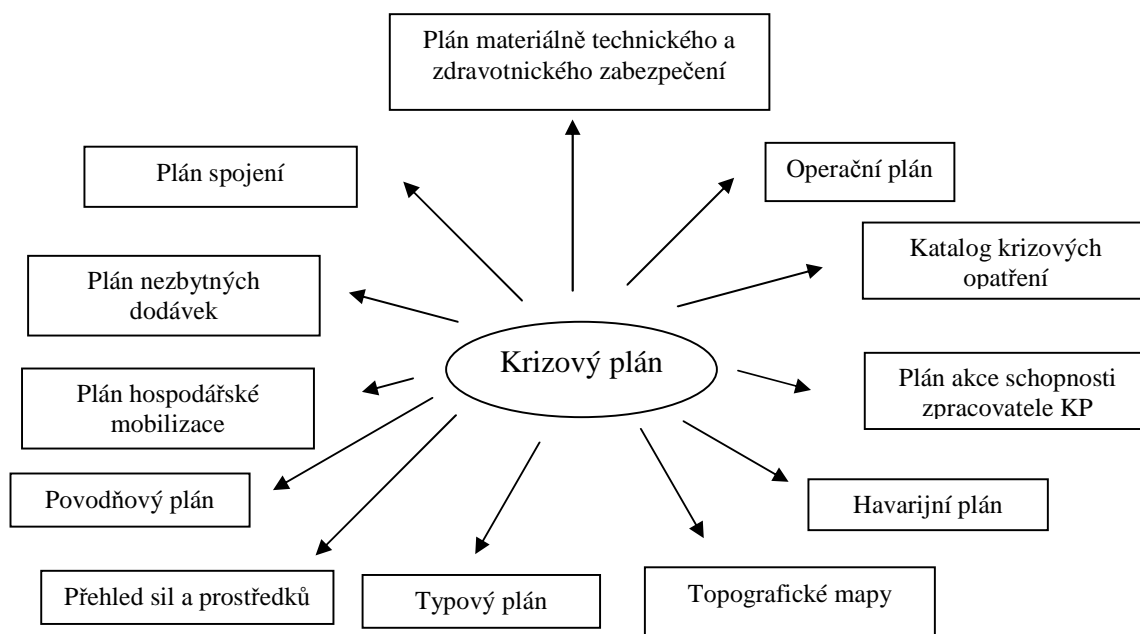 Plán materiálně technického a
zdravotnického zabezpečení
Plán spojení
Operační plán
Katalog krizových
opatření
Plán nezbytných
dodávek
Krizový plán
Plán hospodářské
mobilizace
Plán akce schopnosti
zpracovatele KP
Povodňový plán
Havarijní plán
Přehled sil a prostředků
Typový plán
Topografické mapy